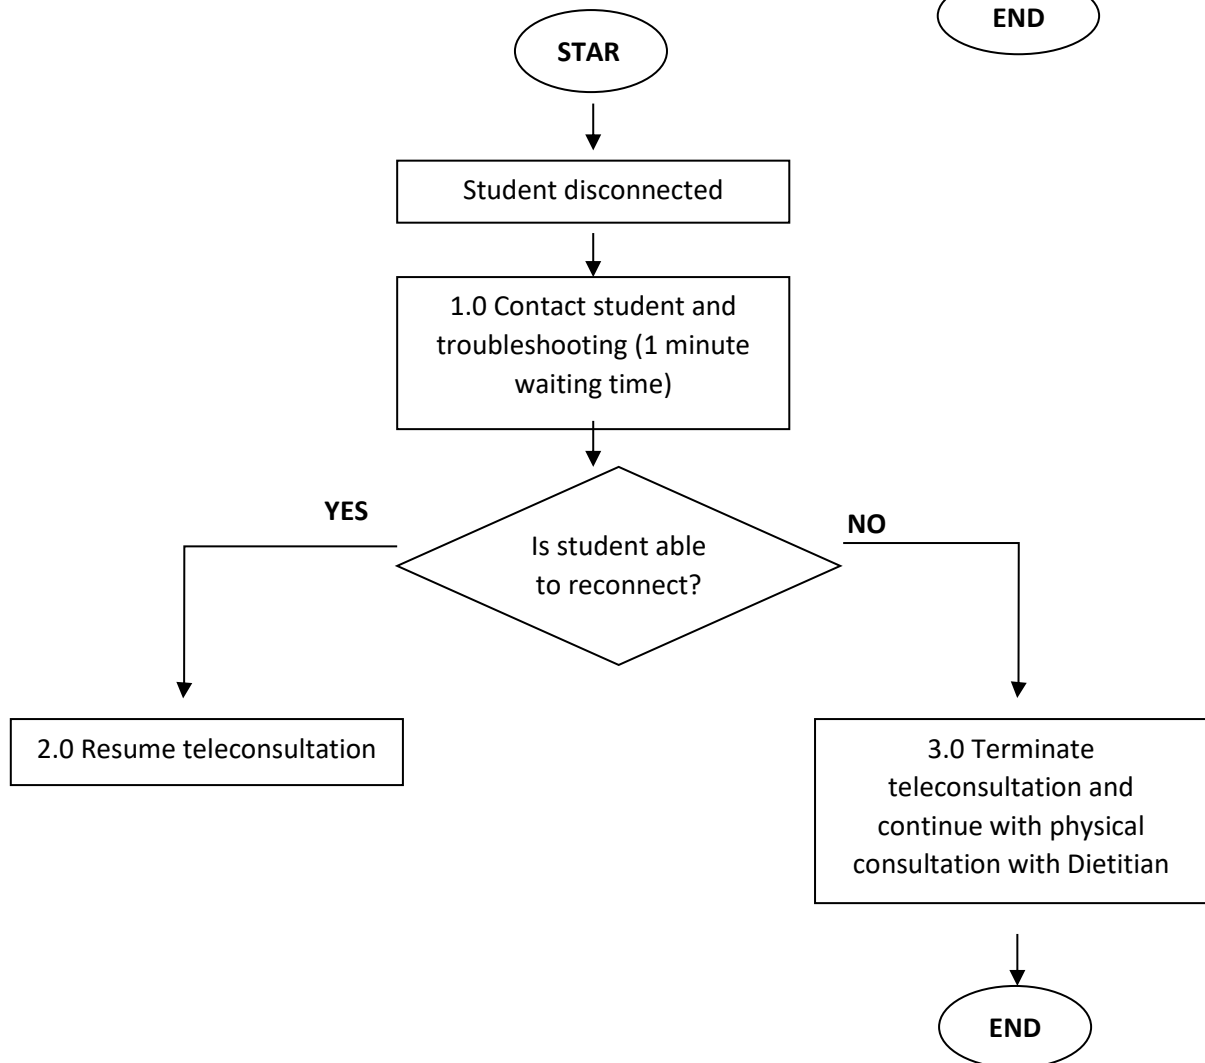 END
STAR
Student disconnected
1.0 Contact student and
troubleshooting (1 minute
waiting time)
YES
NO
Is student able
to reconnect?
2.0 Resume teleconsultation
3.0 Terminate
teleconsultation and
continue with physical
consultation with Dietitian
END